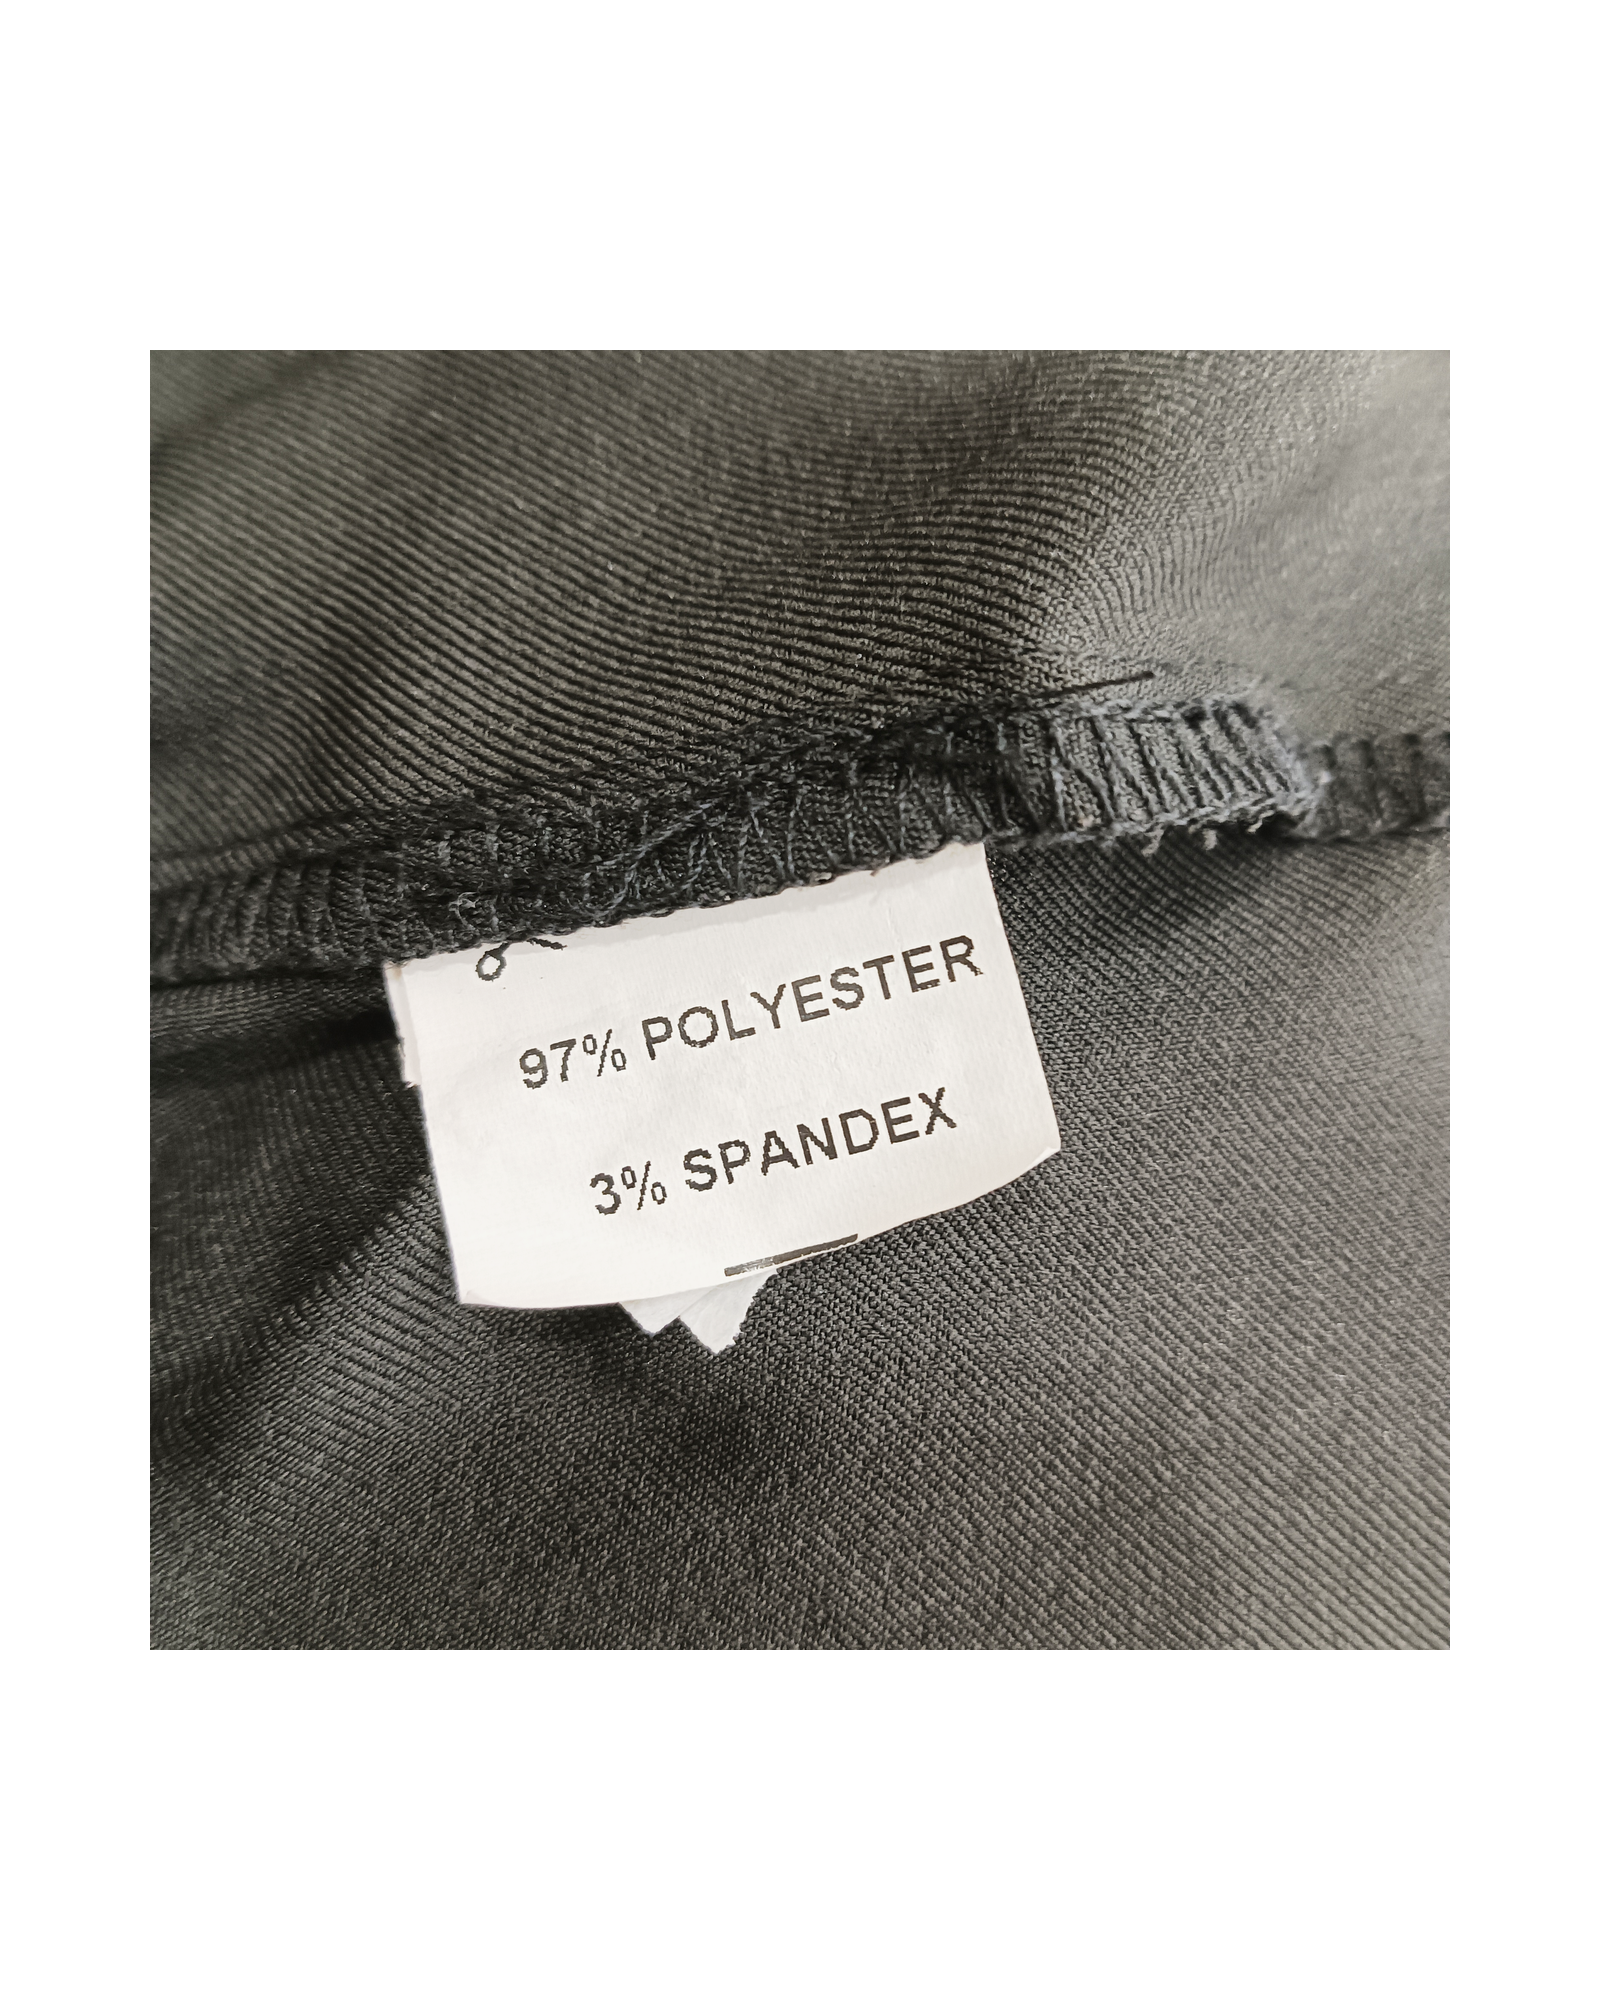 97% POLYESTER
3% SPANDEX